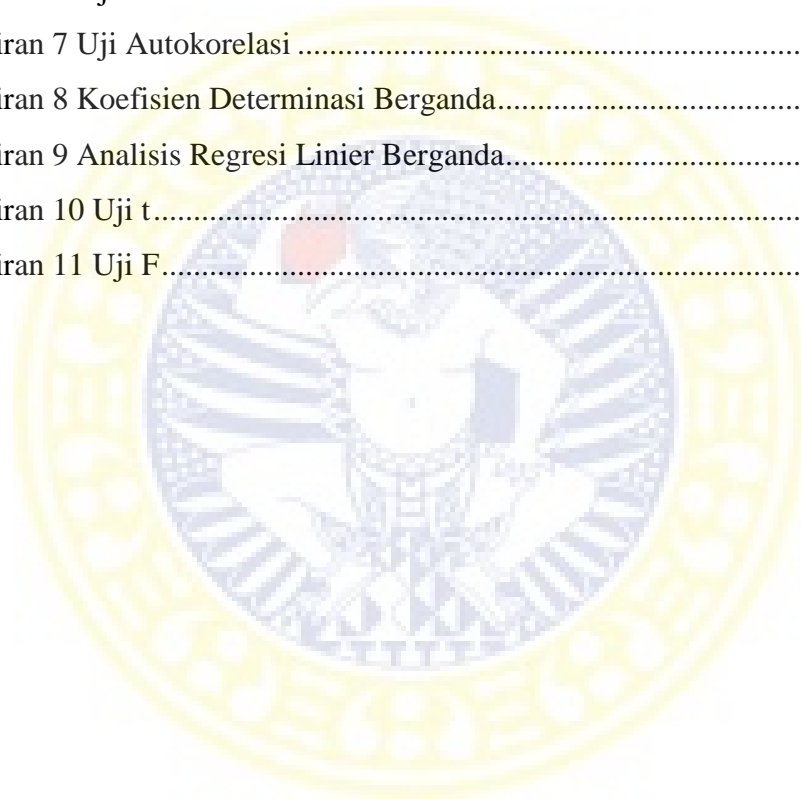 iran 7 Uji Autokorelasi ..............................................................
iran 8 Koefisien Determinasi Berganda.....................................
iran 9 Analisis Regresi Linier Berganda....................................
iran 10 Uji t................................................................................
iran 11 Uji F...............................................................................